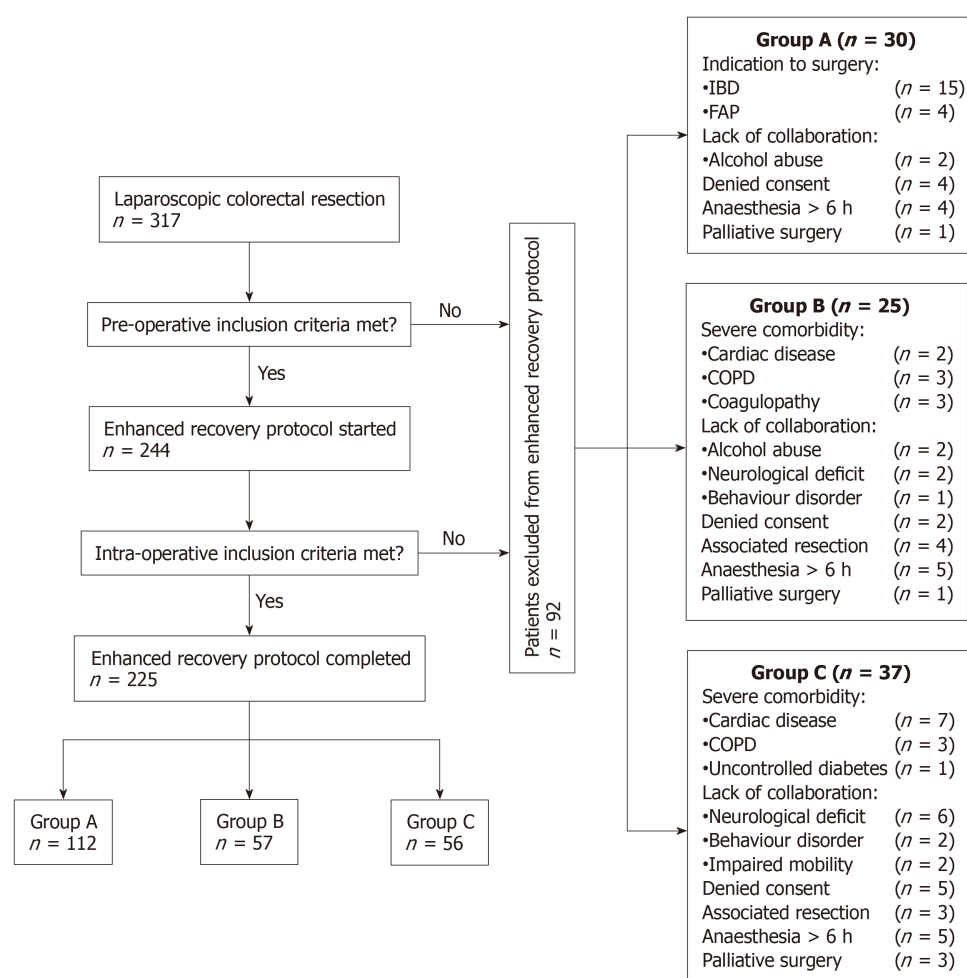 Laparoscopic colorectal resection
n = 317
Pre-operative inclusion criteria met?
No
Yes
Enhanced recovery protocol started
n = 244
Intra-operative inclusion criteria met?
No
Yes
Enhanced recovery protocol completed
n = 225
Group A
n = 112
Group B
n = 57
Group C
n = 56
Patients excluded from enhanced recovery protocol
n = 92
Group A (n = 30)
Indication to surgery:
•IBD (n = 15)
•FAP (n = 4)
Lack of collaboration:
•Alcohol abuse (n = 2)
Denied consent (n = 4)
Anaesthesia > 6 h (n = 4)
Palliative surgery (n = 1)
Group B (n = 25)
Severe comorbidity:
•Cardiac disease (n = 2)
•COPD (n = 3)
•Coagulopathy (n = 3)
Lack of collaboration:
•Alcohol abuse (n = 2)
•Neurological deficit (n = 2)
•Behaviour disorder (n = 1)
Denied consent (n = 2)
Associated resection (n = 4)
Anaesthesia > 6 h (n = 5)
Palliative surgery (n = 1)
Group C (n = 37)
Severe comorbidity:
•Cardiac disease (n = 7)
•COPD (n = 3)
•Uncontrolled diabetes (n = 1)
Lack of collaboration:
•Neurological deficit (n = 6)
•Behaviour disorder (n = 2)
•Impaired mobility (n = 2)
Denied consent (n = 5)
Associated resection (n = 3)
Anaesthesia > 6 h (n = 5)
Palliative surgery (n = 3)